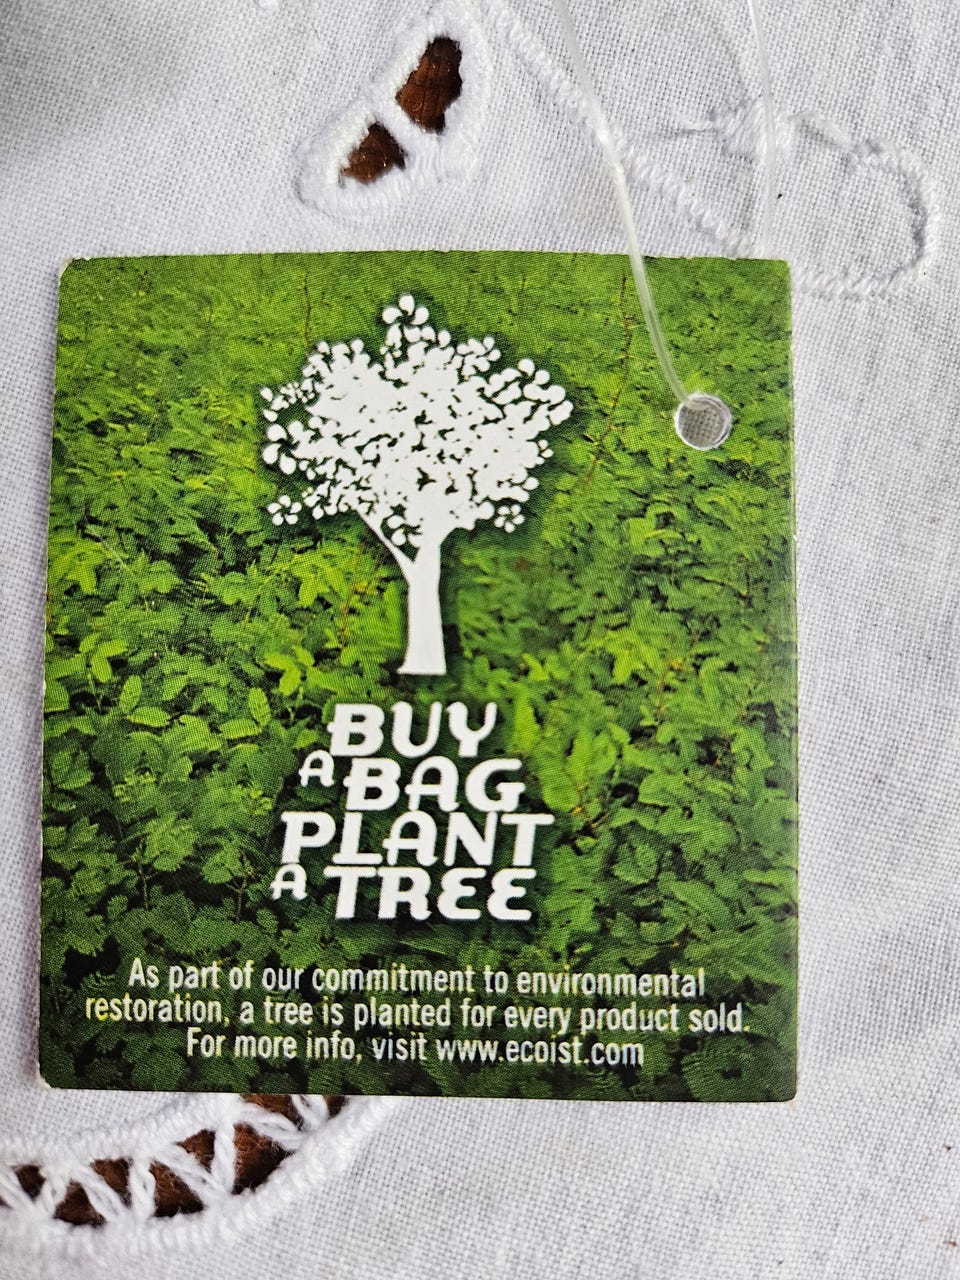 BUY
A BAG
PLANT
A TREE
As part of our commitment to environmental
restoration, a tree is planted for every product sold.
For more info, visit www.ecoist.com